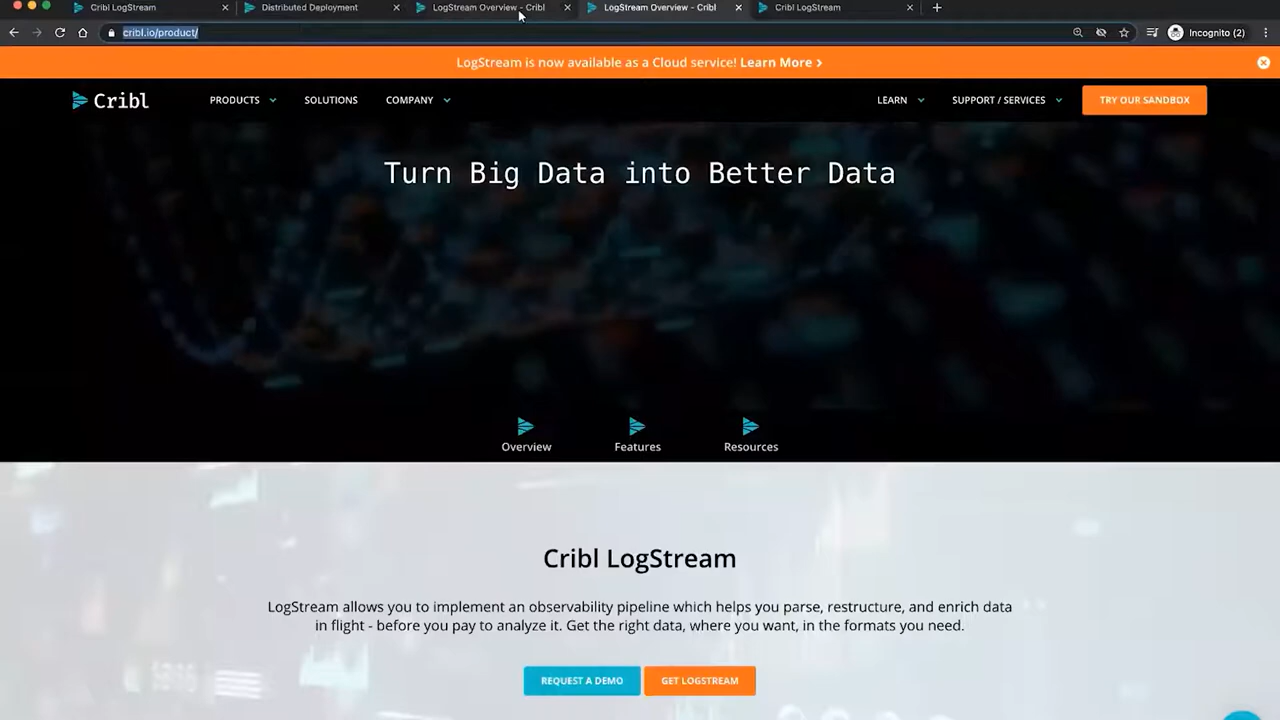 Cribl LogStream
Distributed Deployment
LogStream Overview - Cribl
LogStream Overview - Cribl
Cribl LogStream
cribl.io/product/
Incognito (2)
LogStream is now available as a Cloud service! Learn More >
Cribl
PRODUCTS
SOLUTIONS
COMPANY
LEARN
SUPPORT / SERVICES
TRY OUR SANDBOX
Turn Big Data into Better Data
Overview
Features
Resources
Cribl LogStream
LogStream allows you to implement an observability pipeline which helps you parse, restructure, and enrich data
in flight - before you pay to analyze it. Get the right data, where you want, in the formats you need.
REQUEST A DEMO
GET LOGSTREAM